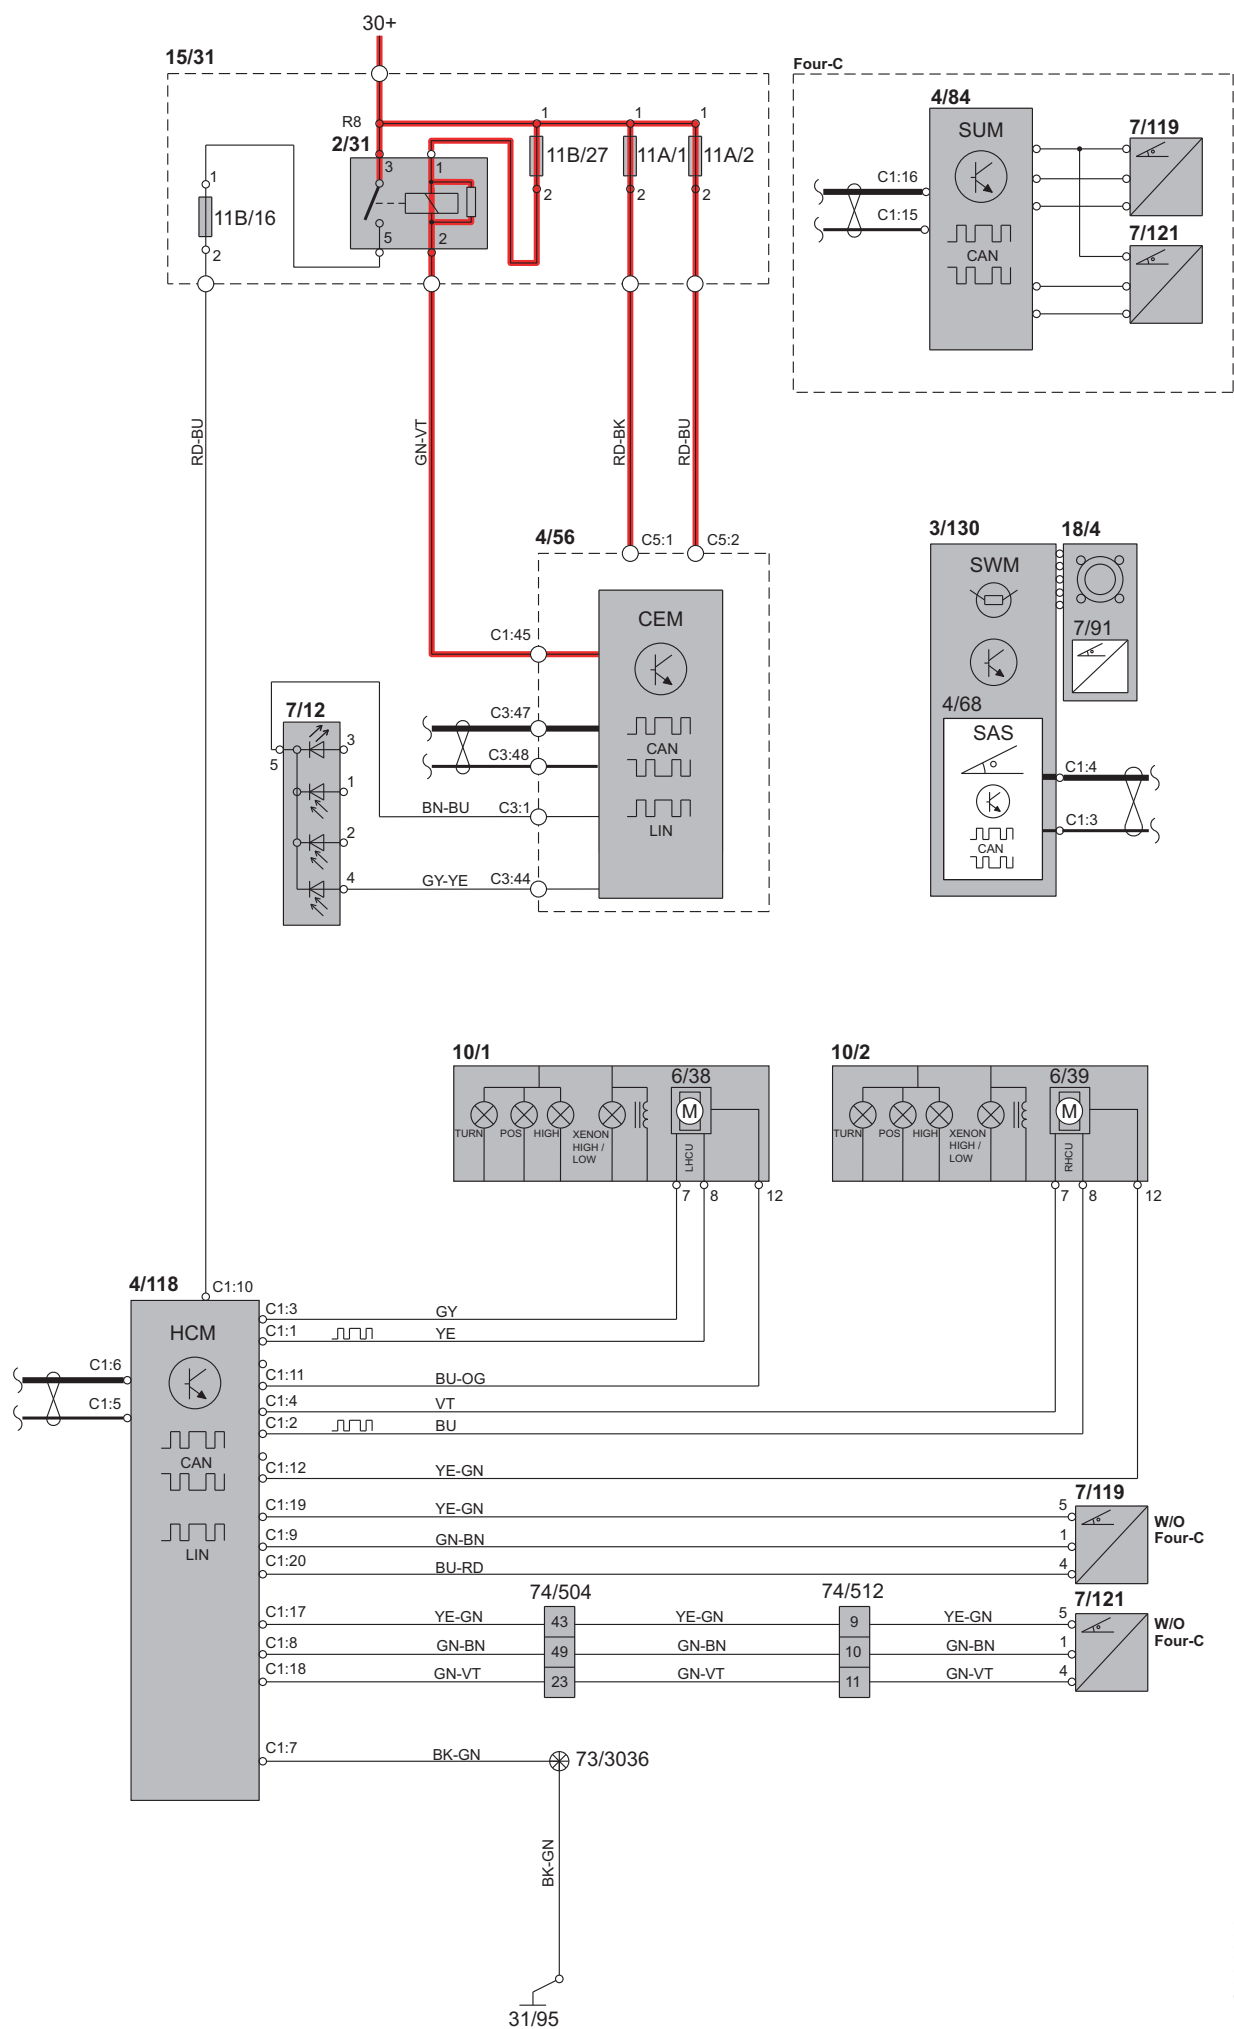 30+
15/31
R8
2/31
3
1
5
2
1
11B/16
2
1
11B/27
2
1
11A/1
2
1
11A/2
2
Four-C
4/84
SUM
CAN
C1:16
C1:15
7/119
7/121
RD-BU
GN-VT
RD-BK
RD-BU
4/56
C5:1
C5:2
CEM
CAN
LIN
C1:45
C3:47
C3:48
BN-BU
C3:1
GY-YE
C3:44
7/12
5
3
1
2
4
3/130
SWM
18/4
7/91
4/68
SAS
CAN
C1:4
C1:3
10/1
6/38
M
TURN
POS
HIGH
XENON
HIGH /
LOW
LHCU
7
8
12
10/2
6/39
M
TURN
POS
HIGH
XENON
HIGH /
LOW
RHCU
7
8
12
4/118
C1:10
HCM
CAN
LIN
C1:6
C1:5
C1:3
GY
C1:1
YE
C1:11
BU-OG
C1:4
VT
C1:2
BU
C1:12
YE-GN
C1:19
YE-GN
5
C1:9
GN-BN
1
C1:20
BU-RD
4
7/119
W/O
Four-C
74/504
74/512
C1:17
YE-GN
43
YE-GN
9
YE-GN
5
C1:8
GN-BN
49
GN-BN
10
GN-BN
1
C1:18
GN-VT
23
GN-VT
11
GN-VT
4
7/121
W/O
Four-C
C1:7
BK-GN
73/3036
BK-GN
31/95